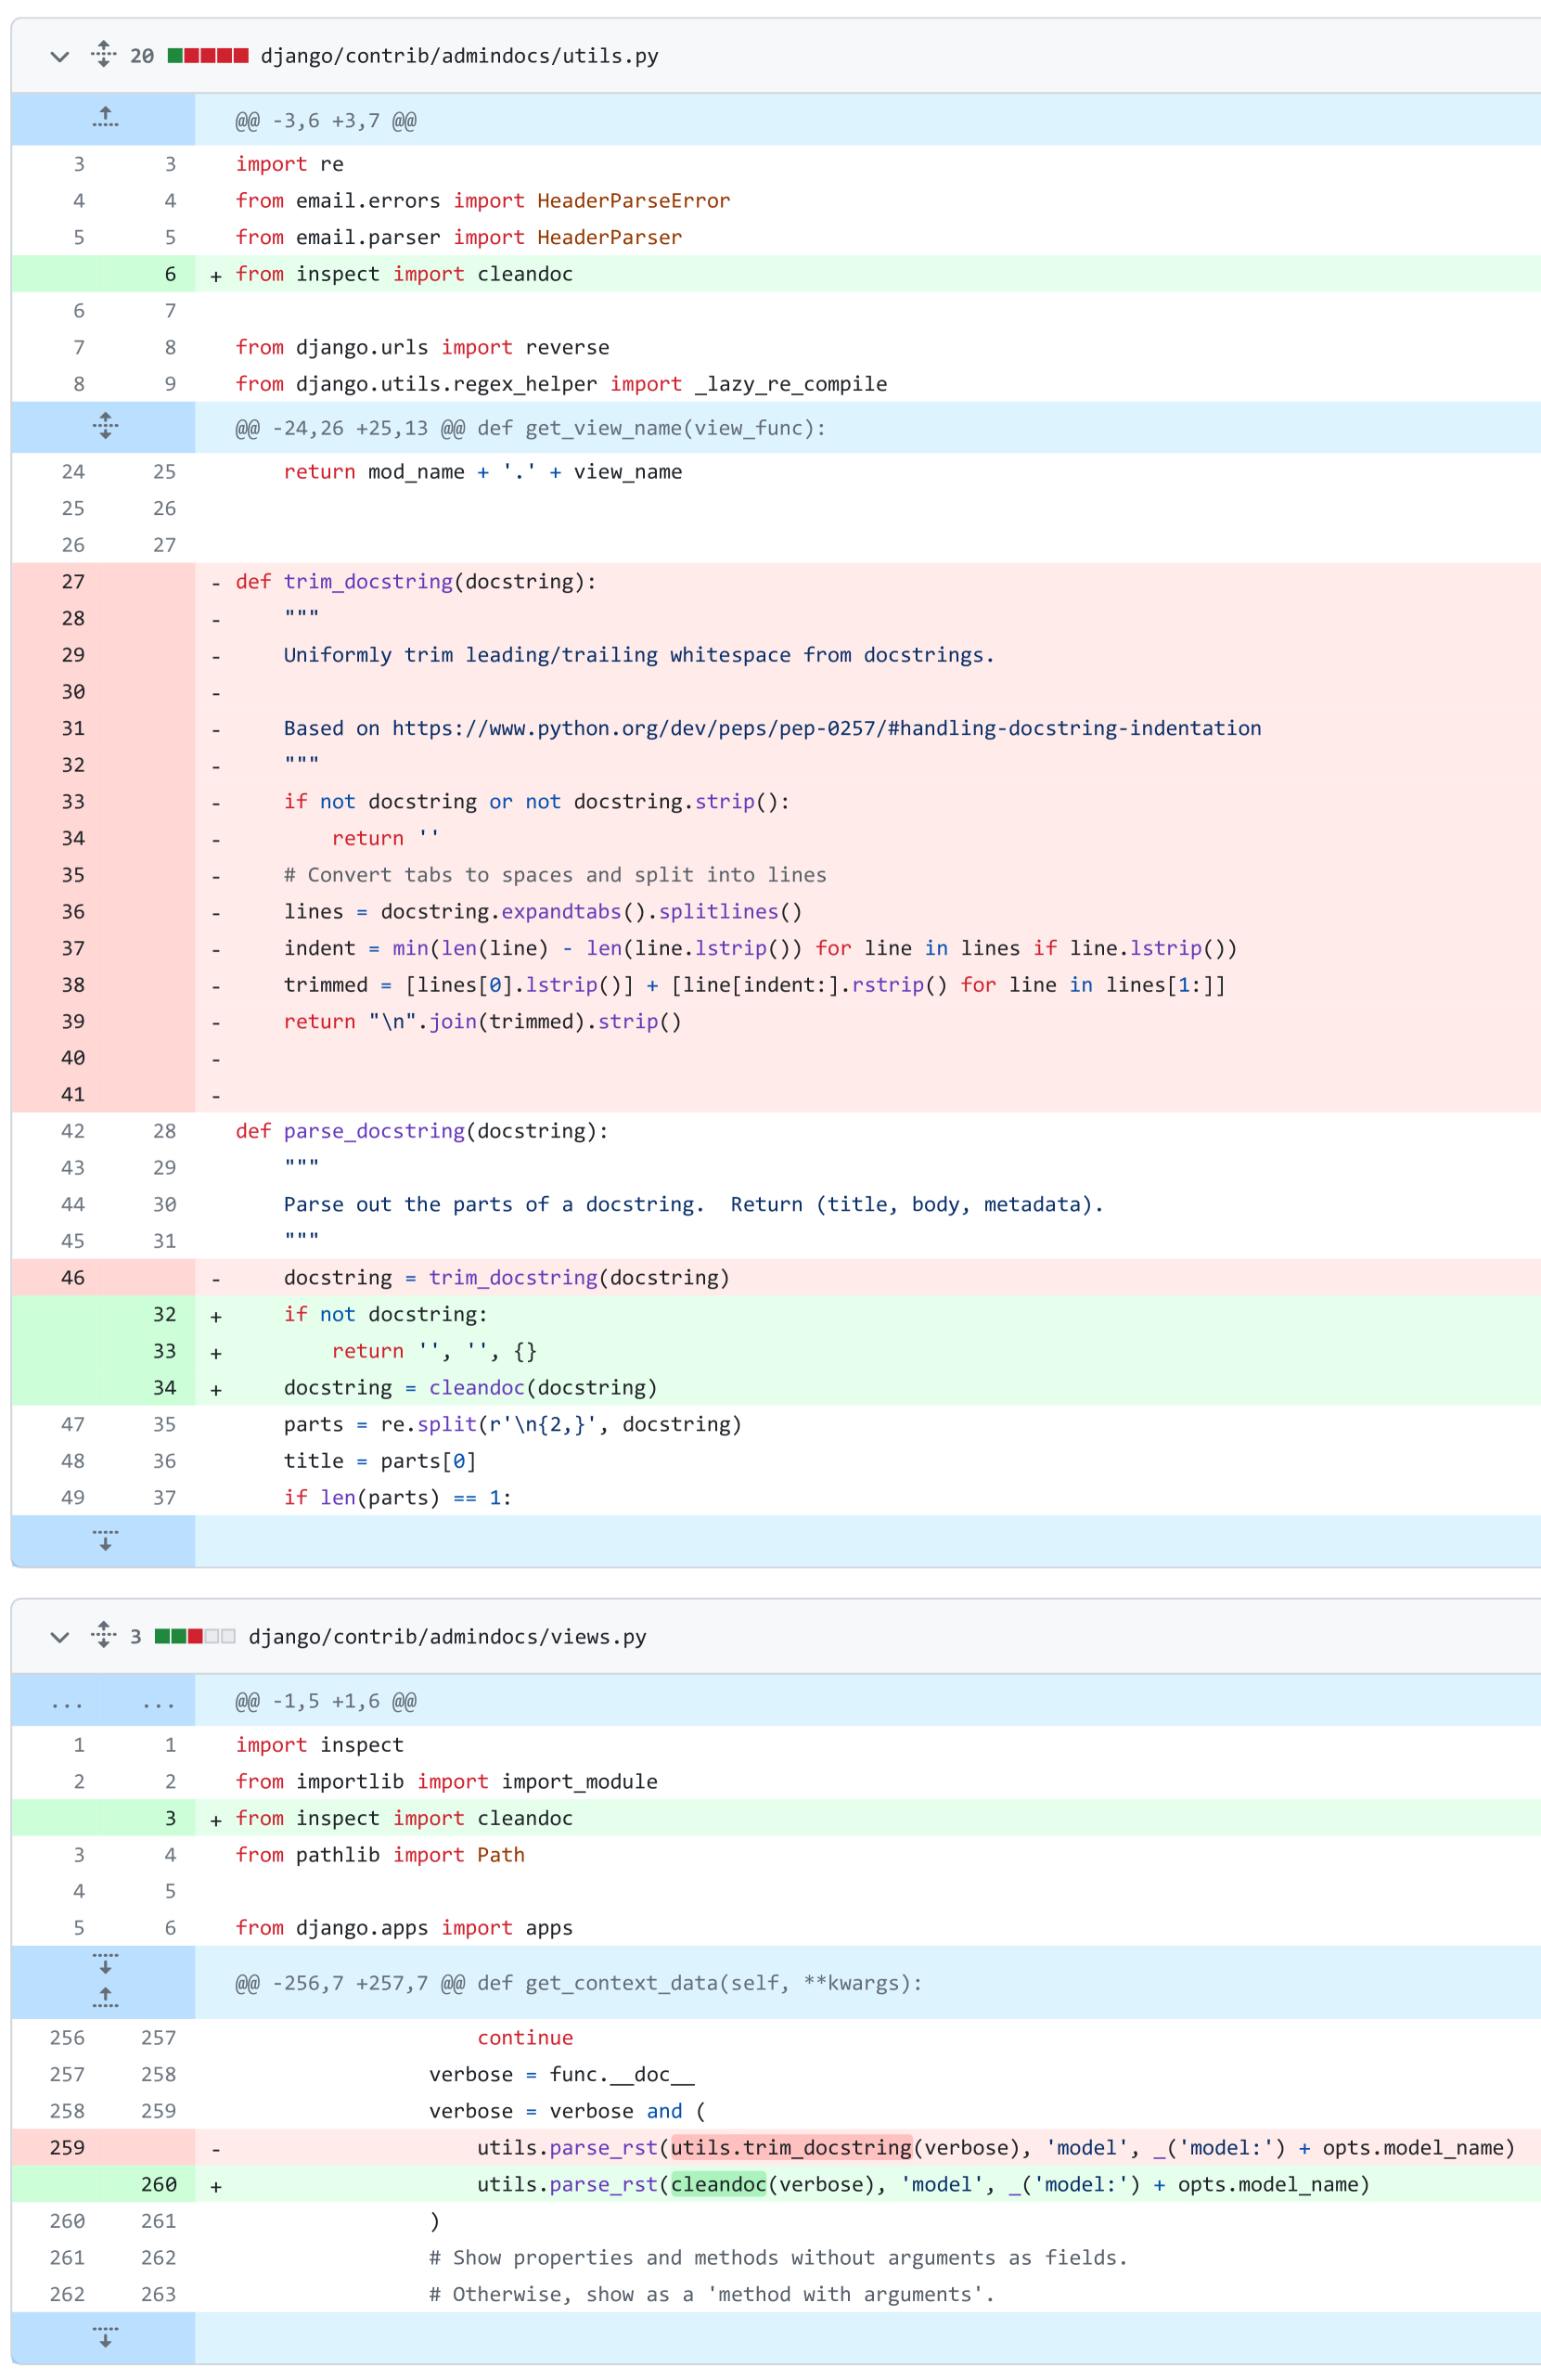 20 django/contrib/admindocs/utils.py
@@ -3,6 +3,7 @@
3 3 import re
4 4 from email.errors import HeaderParseError
5 5 from email.parser import HeaderParser
6 + from inspect import cleandoc
6 7
7 8 from django.urls import reverse
8 9 from django.utils.regex_helper import _lazy_re_compile
@@ -24,26 +25,13 @@ def get_view_name(view_func):
24 25     return mod_name + '.' + view_name
25 26
26 27
27 - def trim_docstring(docstring):
28 -     """
29 -     Uniformly trim leading/trailing whitespace from docstrings.
30 -
31 -     Based on https://www.python.org/dev/peps/pep-0257/#handling-docstring-indentation
32 -     """
33 -     if not docstring or not docstring.strip():
34 -         return ''
35 -     # Convert tabs to spaces and split into lines
36 -     lines = docstring.expandtabs().splitlines()
37 -     indent = min(len(line) - len(line.lstrip()) for line in lines if line.lstrip())
38 -     trimmed = [lines[0].lstrip()] + [line[indent:].rstrip() for line in lines[1:]]
39 -     return "\n".join(trimmed).strip()
40 -
41 -
42 28 def parse_docstring(docstring):
43 29     """
44 30     Parse out the parts of a docstring.  Return (title, body, metadata).
45 31     """
46 -     docstring = trim_docstring(docstring)
32 +     if not docstring:
33 +         return '', '', {}
34 +     docstring = cleandoc(docstring)
47 35     parts = re.split(r'\n{2,}', docstring)
48 36     title = parts[0]
49 37     if len(parts) == 1:
3 django/contrib/admindocs/views.py
... ... @@ -1,5 +1,6 @@
1 1 import inspect
2 2 from importlib import import_module
3 + from inspect import cleandoc
3 4 from pathlib import Path
4 5
5 6 from django.apps import apps
@@ -256,7 +257,7 @@ def get_context_data(self, **kwargs):
256 257                     continue
257 258                 verbose = func.__doc__
258 259                 verbose = verbose and (
259 -                     utils.parse_rst(utils.trim_docstring(verbose), 'model', _('model:') + opts.model_name)
260 +                     utils.parse_rst(cleandoc(verbose), 'model', _('model:') + opts.model_name)
260 261                 )
261 262                 # Show properties and methods without arguments as fields.
262 263                 # Otherwise, show as a 'method with arguments'.